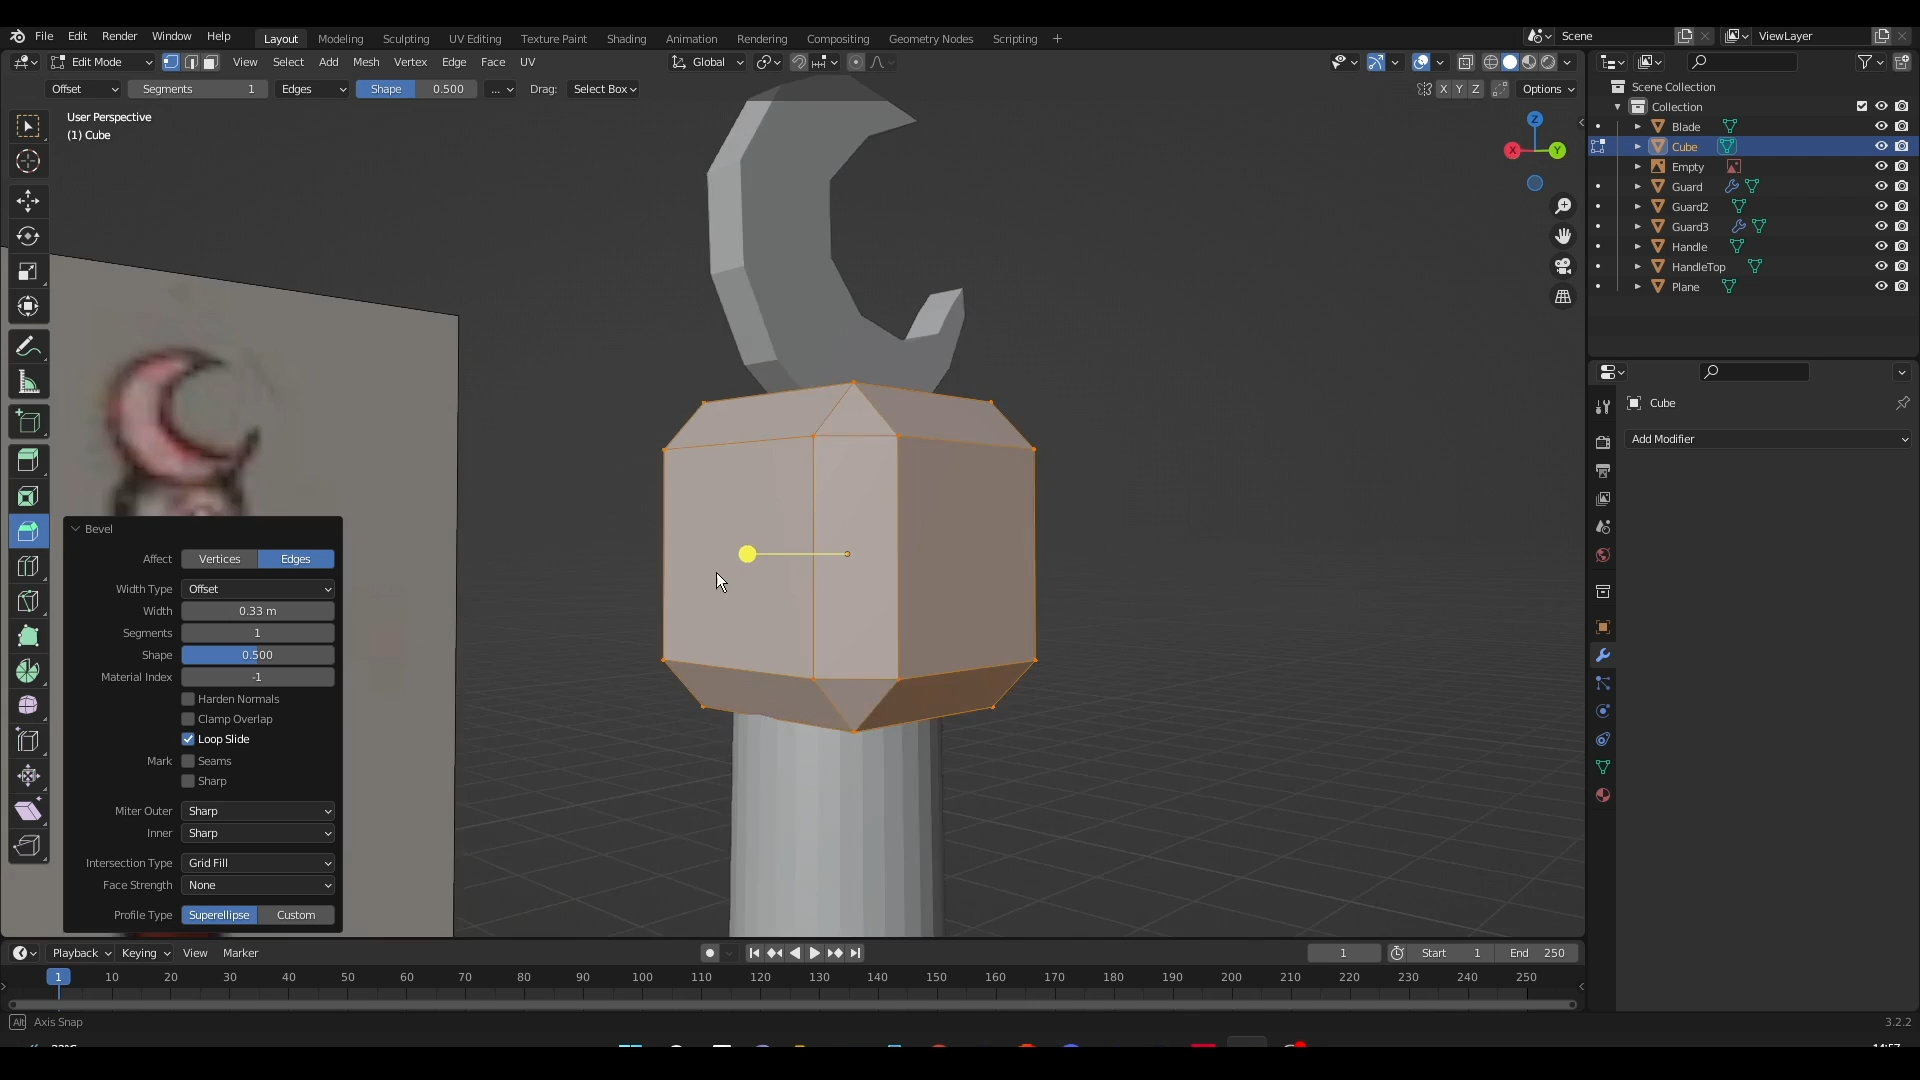 File Edit Render Window Help Layout Modeling Sculpting UV Editing Texture Paint Shading Animation Rendering Compositing Geometry Nodes Scripting + Scene ViewLayer
Edit Mode View Select Add Mesh Vertex Edge Face UV Global
Offset Segments 1 Edges Shape 0.500 ... Drag: Select Box X Y Z Options
User Perspective
(1) Cube
Z
X
Y
Scene Collection
Collection
Blade
Cube
Empty
Guard
Guard2
Guard3
Handle
HandleTop
Plane
Cube
Add Modifier
Bevel
Affect Vertices Edges
Width Type Offset
Width 0.33 m
Segments 1
Shape 0.500
Material Index -1
Harden Normals
Clamp Overlap
Loop Slide
Mark Seams
Sharp
Miter Outer Sharp
Inner Sharp
Intersection Type Grid Fill
Face Strength None
Profile Type Superellipse Custom
Playback Keying View Marker 1 Start 1 End 250
1 10 20 30 40 50 60 70 80 90 100 110 120 130 140 150 160 170 180 190 200 210 220 230 240 250
Alt Axis Snap 3.2.2